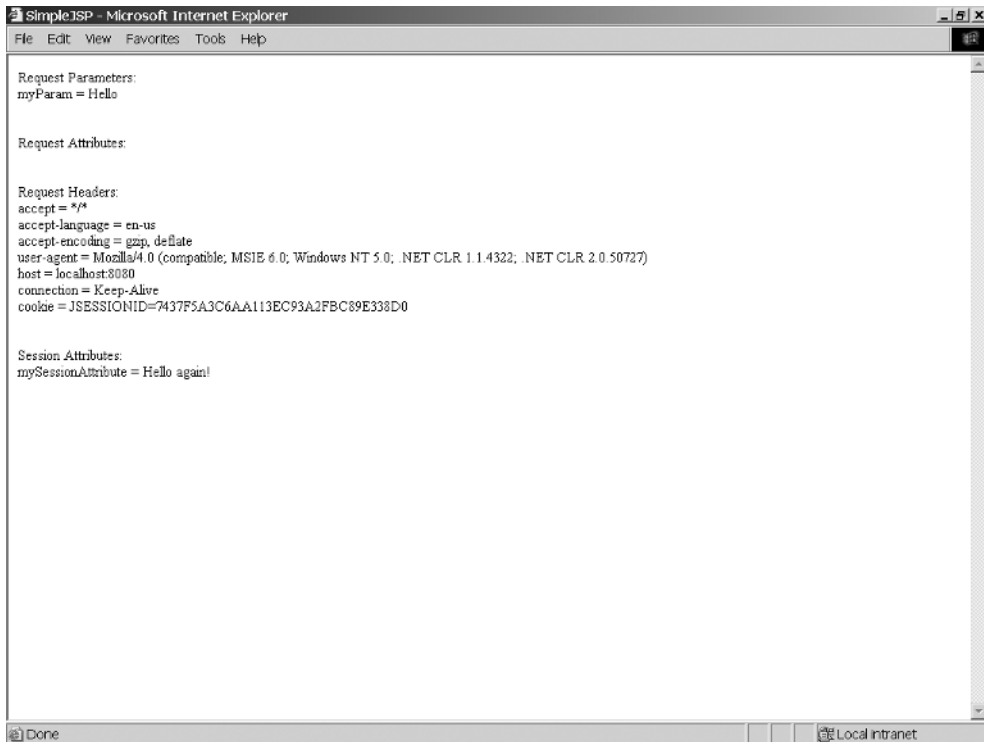 SimpleJSP - Microsoft Internet Explorer
File Edit View Favorites Tools Help
Request Parameters:
myParam = Hello
Request Attributes:
Request Headers:
accept = */*
accept-language = en-us
accept-encoding = gzip, deflate
user-agent = Mozilla/4.0 (compatible; MSIE 6.0; Windows NT 5.0; .NET CLR 1.1.4322; .NET CLR 2.0.50727)
host = localhost:8080
connection = Keep-Alive
cookie = JSESSIONID=7437F5A3C6AA113EC93A2FBC89E338D0
Session Attributes:
mySessionAttribute = Hello again!
Done Local intranet